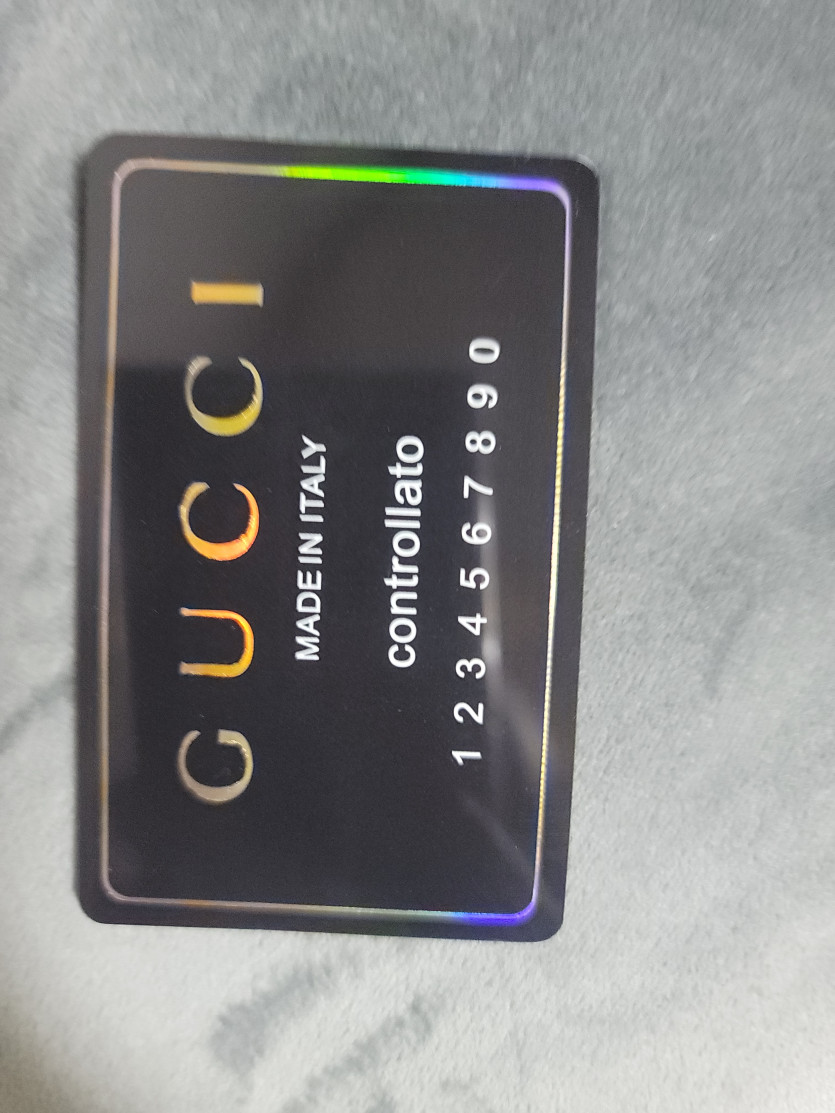 GUCCI
MADE IN ITALY
controllato
1 2 3 4 5 6 7 8 9 0